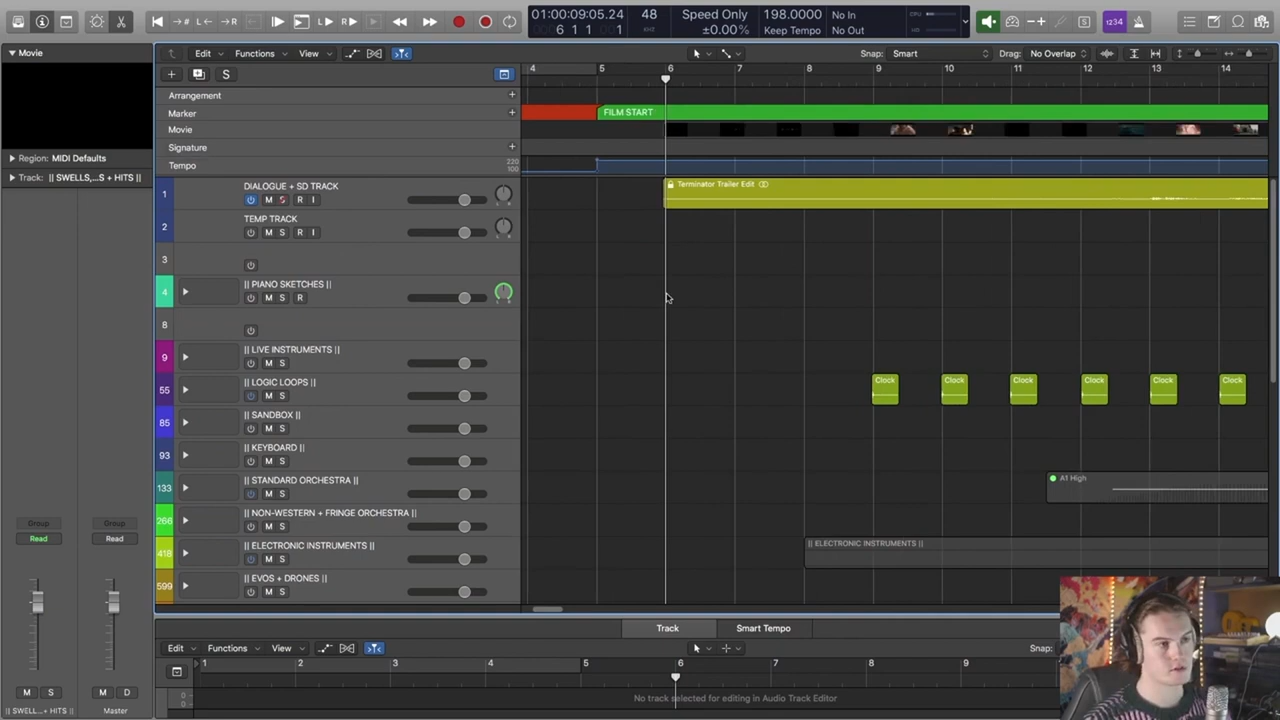 01:00:09:05.24 48 Speed Only 198.0000 No In
6 1 1 1 ±0.00% Keep Tempo No Out
CPU
1234
Movie
Region: MIDI Defaults
Track: || SWELLS,...S + HITS ||
Edit Functions View Snap: Smart Drag: No Overlap
S 4 5 6 7 8 9 10 11 12 13 14
Arrangement
Marker FILM START
Movie
Signature
Tempo 220
100
1 DIALOGUE + SD TRACK
M S R I
Terminator Trailer Edit
2 TEMP TRACK
M S R I
3
4 || PIANO SKETCHES ||
M S R
8
9 || LIVE INSTRUMENTS ||
M S
55 || LOGIC LOOPS ||
M S
Clock Clock Clock Clock Clock Clock
85 || SANDBOX ||
M S
93 || KEYBOARD ||
M S
133 || STANDARD ORCHESTRA ||
M S
A1 High
266 || NON-WESTERN + FRINGE ORCHESTRA ||
M S
418 || ELECTRONIC INSTRUMENTS ||
M S
|| ELECTRONIC INSTRUMENTS ||
599 || EVOS + DRONES ||
M S
Group Group
Read Read
M S M D
|| SWELL...+ HITS || Master
Track Smart Tempo
Edit Functions View Snap:
1 2 3 4 5 6 7 8 9
0
0
No track selected for editing in Audio Track Editor